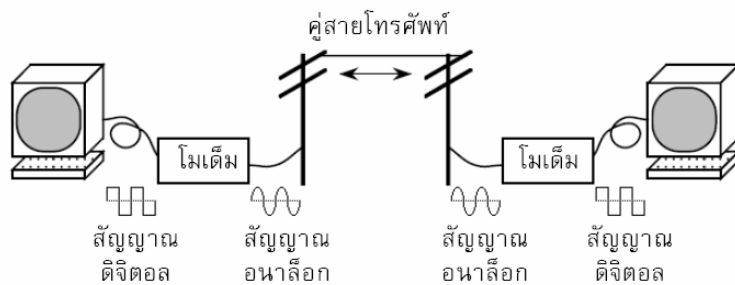 คู่สายโทรศัพท์
โมเด็ม
โมเด็ม
สัญญาณ
ดิจิตอล
สัญญาณ
อนาล็อก
สัญญาณ
อนาล็อก
สัญญาณ
ดิจิตอล